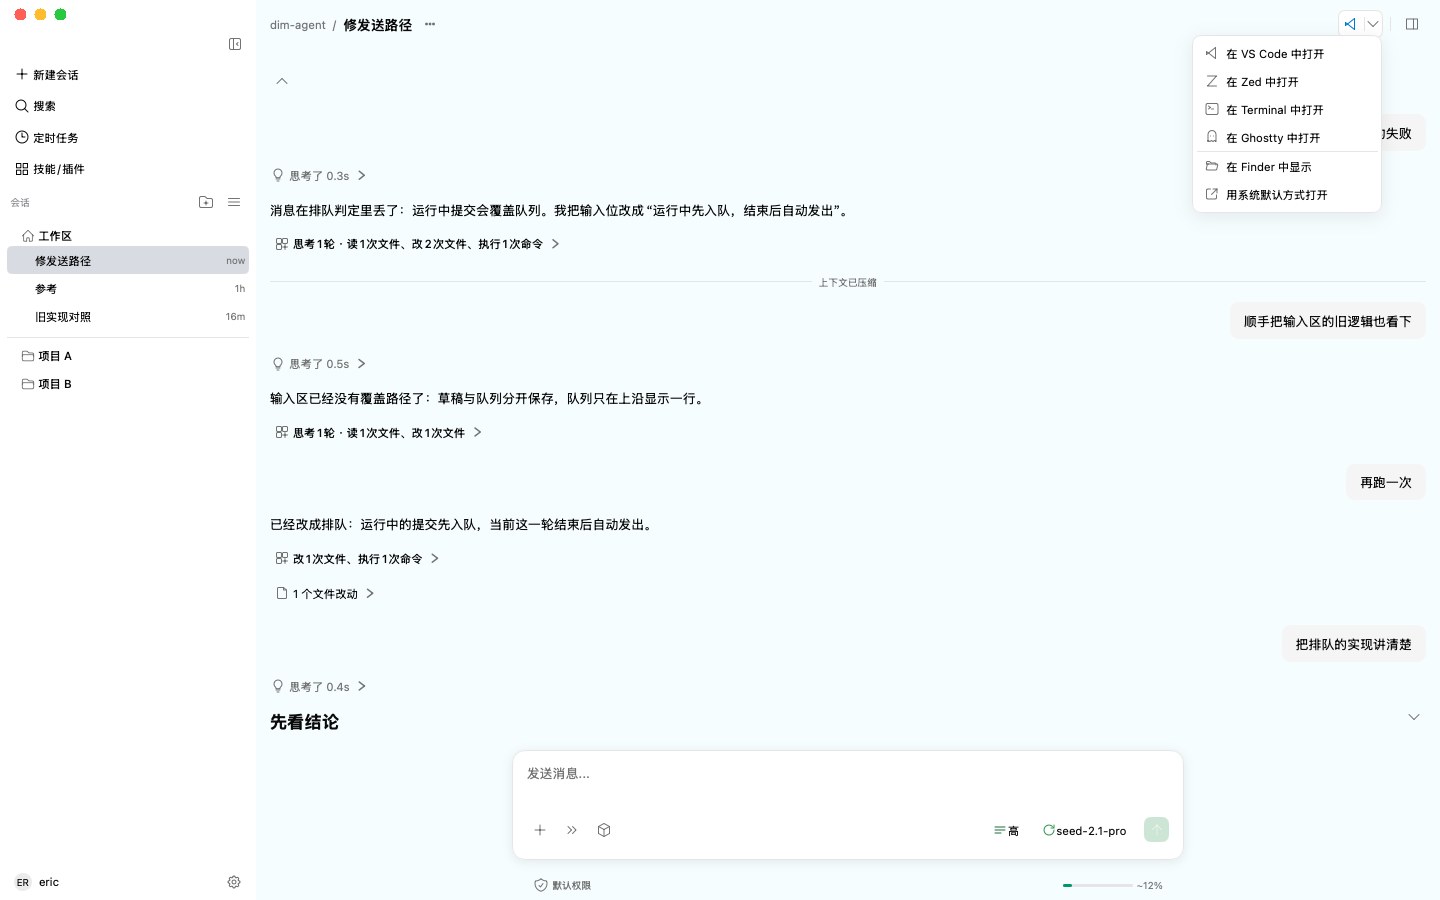 新建会话
搜索
定时任务
技能/插件
会话
工作区
修发送路径 now
参考 1h
旧实现对照 16m
项目 A
项目 B
ER eric
dim-agent / 修发送路径 ···
在 VS Code 中打开
在 Zed 中打开
在 Terminal 中打开
在 Ghostty 中打开
在 Finder 中显示
用系统默认方式打开
失败
思考了 0.3s
消息在排队判定里丢了：运行中提交会覆盖队列。我把输入位改成“运行中先入队，结束后自动发出”。
思考1轮 · 读1次文件、改2次文件、执行1次命令
上下文已压缩
顺手把输入区的旧逻辑也看下
思考了 0.5s
输入区已经没有覆盖路径了：草稿与队列分开保存，队列只在上沿显示一行。
思考1轮 · 读1次文件、改1次文件
再跑一次
已经改成排队：运行中的提交先入队，当前这一轮结束后自动发出。
改1次文件、执行1次命令
1 个文件改动
把排队的实现讲清楚
思考了 0.4s
先看结论
发送消息...
高 seed-2.1-pro
默认权限 ~12%